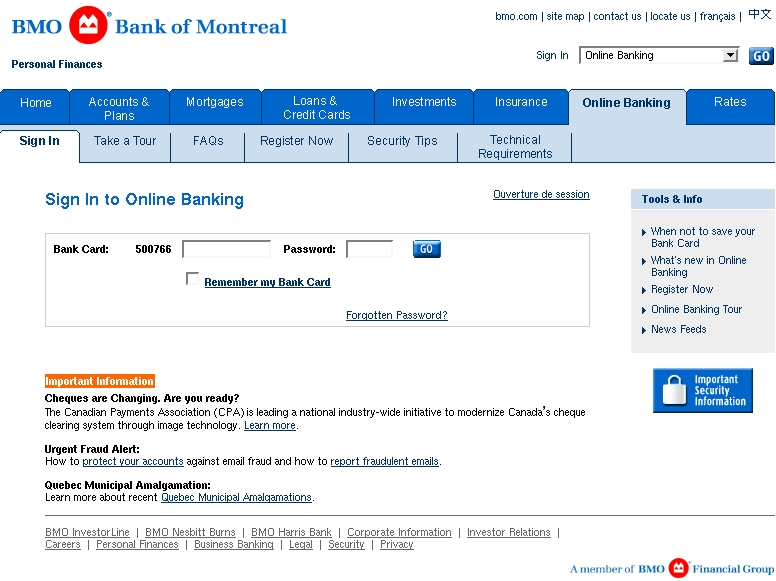 BMO Bank of Montreal
bmo.com | site map | contact us | locate us | français | 中文
Personal Finances
Sign In Online Banking GO
Home
Accounts &
Plans
Mortgages
Loans &
Credit Cards
Investments
Insurance
Online Banking
Rates
Sign In
Take a Tour
FAQs
Register Now
Security Tips
Technical
Requirements
Sign In to Online Banking
Ouverture de session
Bank Card: 500766 Password: GO
Remember my Bank Card
Forgotten Password?
Tools & Info
When not to save your
Bank Card
What's new in Online
Banking
Register Now
Online Banking Tour
News Feeds
Important
Security
Information
Important Information
Cheques are Changing. Are you ready?
The Canadian Payments Association (CPA) is leading a national industry-wide initiative to modernize Canada's cheque
clearing system through image technology. Learn more.
Urgent Fraud Alert:
How to protect your accounts against email fraud and how to report fraudulent emails.
Quebec Municipal Amalgamation:
Learn more about recent Quebec Municipal Amalgamations.
BMO InvestorLine | BMO Nesbitt Burns | BMO Harris Bank | Corporate Information | Investor Relations |
Careers | Personal Finances | Business Banking | Legal | Security | Privacy
A member of BMO Financial Group